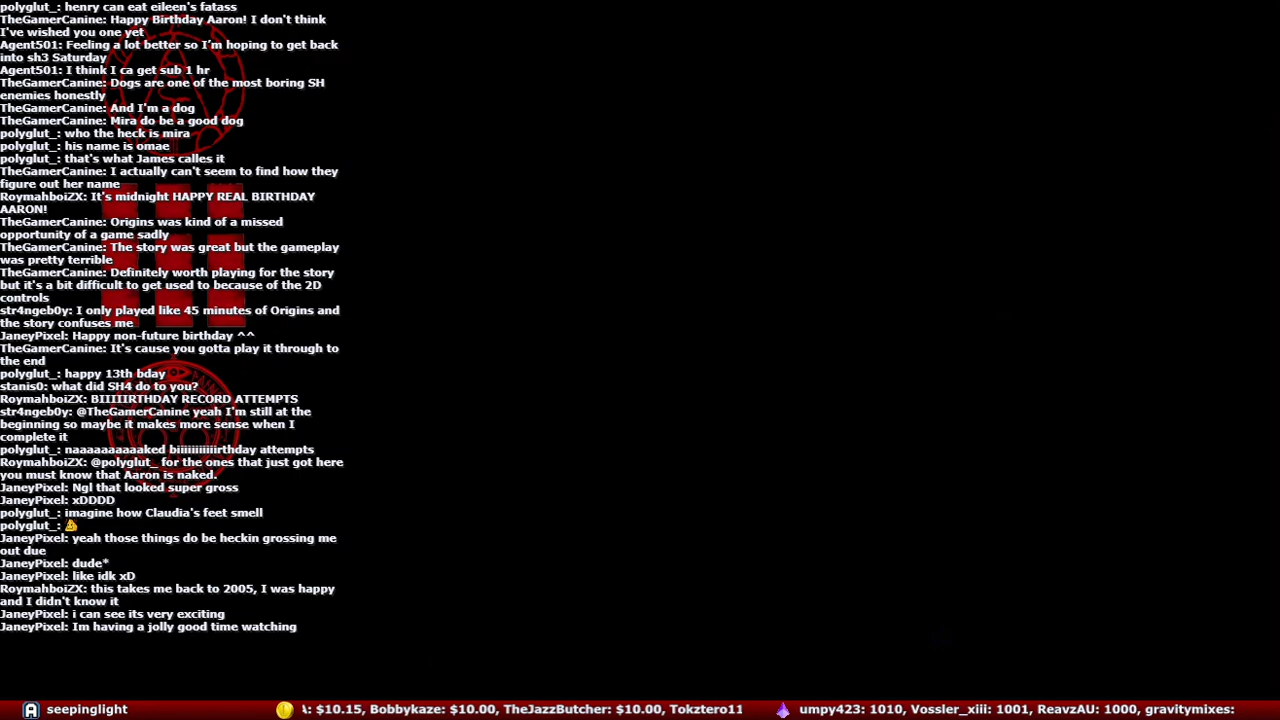 polyglut_: henry can eat eileen's fatass
TheGamerCanine: Happy Birthday Aaron! I don't think
I've wished you one yet
Agent501: Feeling a lot better so I'm hoping to get back
into sh3 Saturday
Agent501: I think I ca get sub 1 hr
TheGamerCanine: Dogs are one of the most boring SH
enemies honestly
TheGamerCanine: And I'm a dog
TheGamerCanine: Mira do be a good dog
polyglut_: who the heck is mira
polyglut_: his name is omae
polyglut_: that's what James calls it
TheGamerCanine: I actually can't seem to find how they
figure out her name
RoymahboiZX: It's midnight HAPPY REAL BIRTHDAY
AARON!
TheGamerCanine: Origins was kind of a missed
opportunity of a game sadly
TheGamerCanine: The story was great but the gameplay
was pretty terrible
TheGamerCanine: Definitely worth playing for the story
but it's a bit difficult to get used to because of the 2D
controls
str4ngeb0y: I only played like 45 minutes of Origins and
the story confuses me
JaneyPixel: Happy non-future birthday ^^
TheGamerCanine: It's cause you gotta play it through to
the end
polyglut_: happy 13th bday
stanis0: what did SH4 do to you?
RoymahboiZX: BIIIIIRTHDAY RECORD ATTEMPTS
str4ngeb0y: @TheGamerCanine yeah I'm still at the
beginning so maybe it makes more sense when I
complete it
polyglut_: naaaaaaaaaaked biiiiiiiiiiirthday attempts
RoymahboiZX: @polyglut_ for the ones that just got here
you must know that Aaron is naked.
JaneyPixel: Ngl that looked super gross
JaneyPixel: xDDDD
polyglut_: imagine how Claudia's feet smell
polyglut_:
JaneyPixel: yeah those things do be heckin grossing me
out due
JaneyPixel: dude*
JaneyPixel: like idk xD
RoymahboiZX: this takes me back to 2005, I was happy
and I didn't know it
JaneyPixel: i can see its very exciting
JaneyPixel: Im having a jolly good time watching
seepinglight
A: $10.15, Bobbykaze: $10.00, TheJazzButcher: $10.00, Tokztero11
umpy423: 1010, Vossler_xiii: 1001, ReavzAU: 1000, gravitymixes: